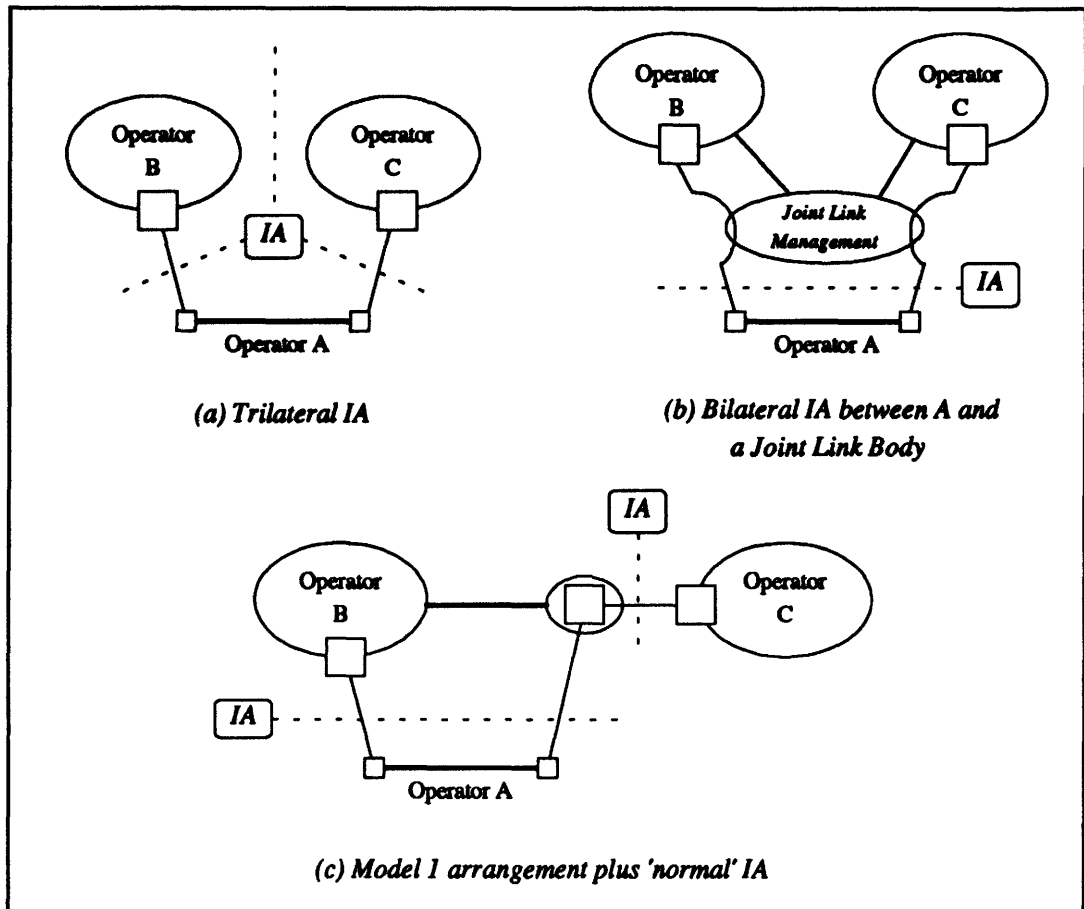 Operator
B
Operator
C
IA
Operator A
(a) Trilateral IA
Operator
B
Operator
C
Joint Link
Management
IA
Operator A
(b) Bilateral IA between A and
a Joint Link Body
IA
Operator
B
Operator
C
IA
Operator A
(c) Model 1 arrangement plus 'normal' IA